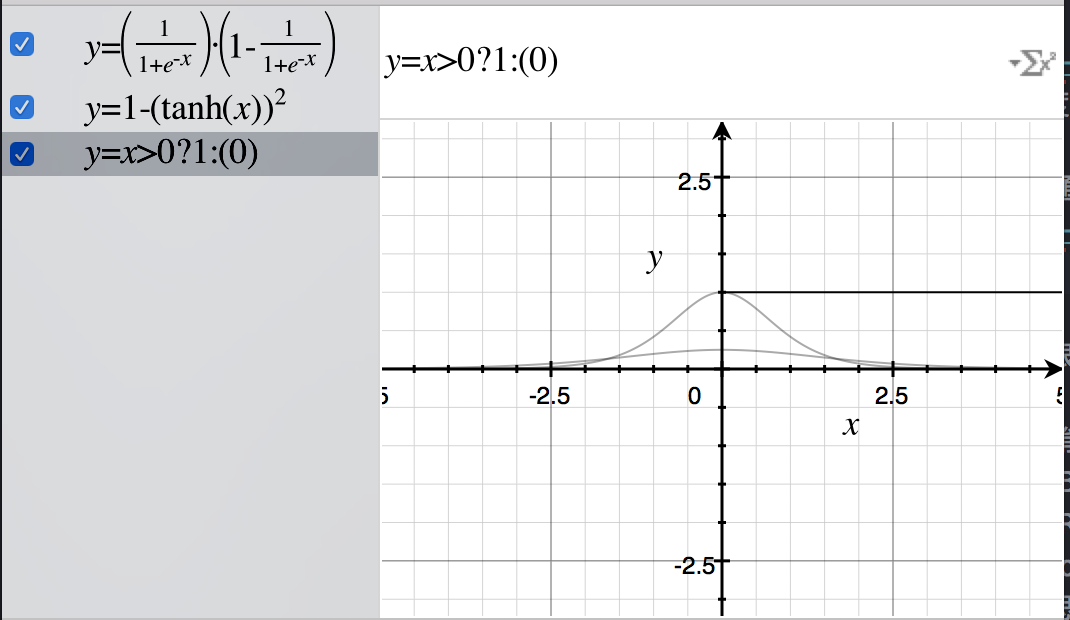 y=(1/(1+e^-x))·(1-1/(1+e^-x))
y=1-(tanh(x))²
y=x>0?1:(0)
y=x>0?1:(0)
Σx²
2.5
y
-2.5 0 2.5
x
-2.5